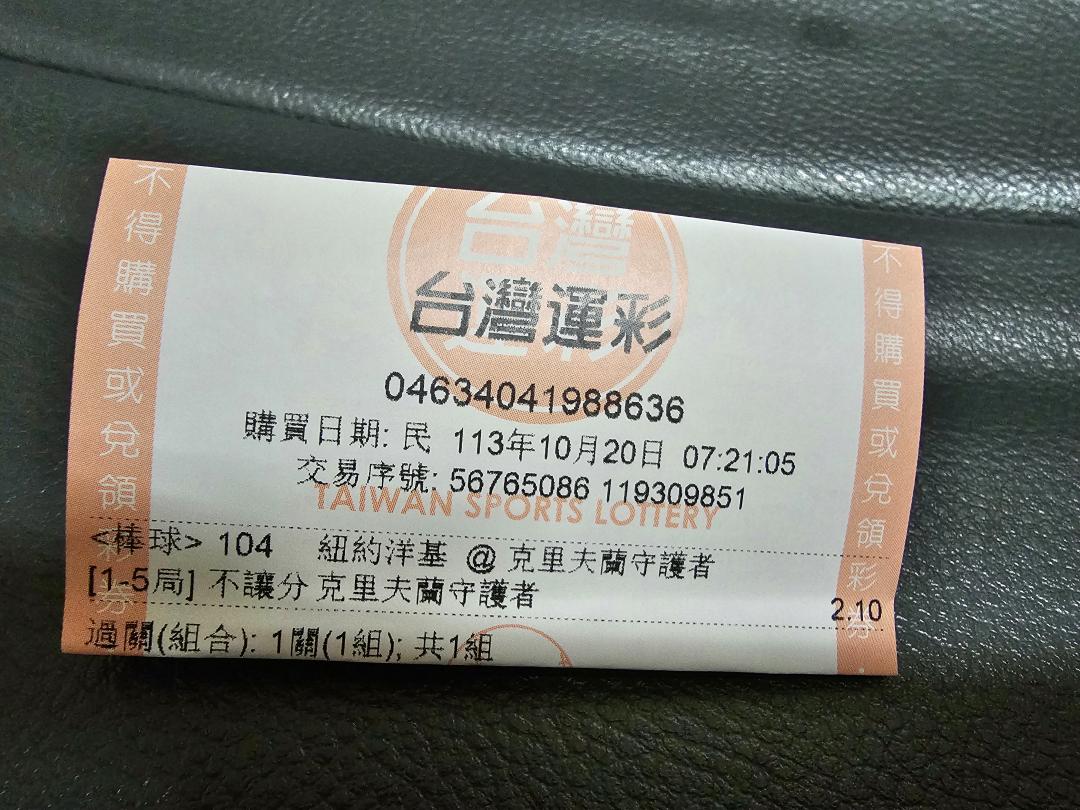 台灣
台灣運彩
04634041988636
購買日期: 民 113年10月20日 07:21:05
交易序號: 56765086 119309851
TAIWAN SPORTS LOTTERY
<棒球> 104 紐約洋基 @ 克里夫蘭守護者
[1-5局] 不讓分 克里夫蘭守護者
2.10
過關(組合): 1關(1組); 共1組
不得購買或兌領彩券
不得購買或兌領彩券